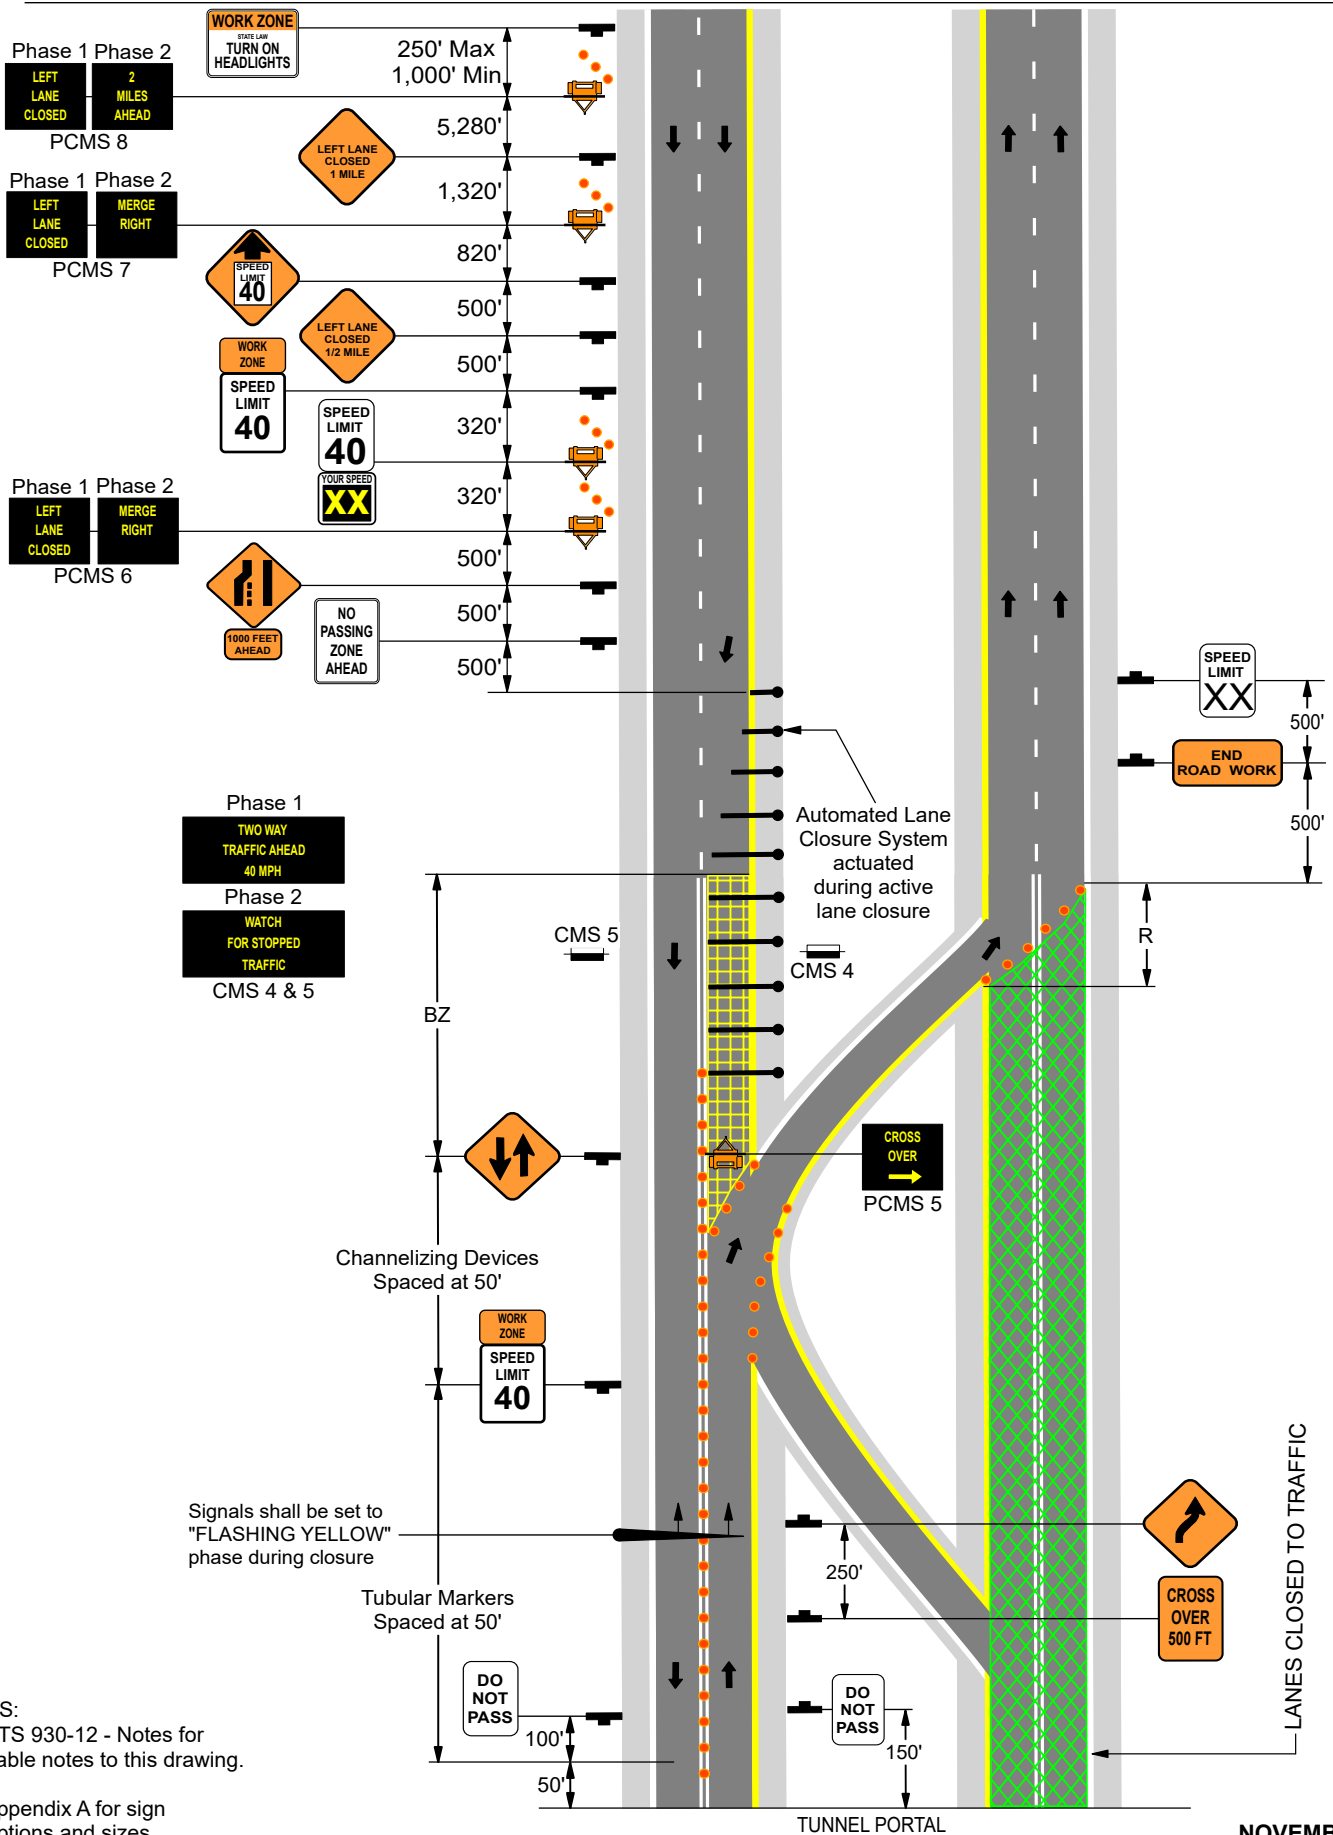 WORK ZONE
STATE LAW
TURN ON
HEADLIGHTS
250' Max
1,000' Min
Phase 1 Phase 2
LEFT
LANE
CLOSED
2
MILES
AHEAD
PCMS 8
5,280'
LEFT LANE
CLOSED
1 MILE
1,320'
Phase 1 Phase 2
LEFT
LANE
CLOSED
MERGE
RIGHT
PCMS 7
820'
SPEED
LIMIT
40
500'
LEFT LANE
CLOSED
1/2 MILE
500'
WORK
ZONE
SPEED
LIMIT
40
320'
SPEED
LIMIT
40
YOUR SPEED
XX
320'
Phase 1 Phase 2
LEFT
LANE
CLOSED
MERGE
RIGHT
PCMS 6
500'
1000 FEET
AHEAD
500'
NO
PASSING
ZONE
AHEAD
500'
SPEED
LIMIT
XX
500'
END
ROAD WORK
500'
Automated Lane
Closure System
actuated
during active
lane closure
Phase 1
TWO WAY
TRAFFIC AHEAD
40 MPH
Phase 2
WATCH
FOR STOPPED
TRAFFIC
CMS 4 & 5
CMS 5
CMS 4
R
BZ
CROSS
OVER
PCMS 5
Channelizing Devices
Spaced at 50'
WORK
ZONE
SPEED
LIMIT
40
Signals shall be set to
"FLASHING YELLOW"
phase during closure
250'
CROSS
OVER
500 FT
LANES CLOSED TO TRAFFIC
Tubular Markers
Spaced at 50'
DO
NOT
PASS
100'
50'
DO
NOT
PASS
150'
TUNNEL PORTAL
S:
TS 930-12 - Notes for
able notes to this drawing.
ppendix A for sign
ptions and sizes
NOVEMB